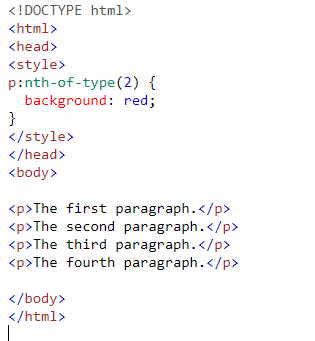 <!DOCTYPE html>
<html>
<head>
<style>
p:nth-of-type(2) {
  background: red;
}
</style>
</head>
<body>

<p>The first paragraph.</p>
<p>The second paragraph.</p>
<p>The third paragraph.</p>
<p>The fourth paragraph.</p>

</body>
</html>